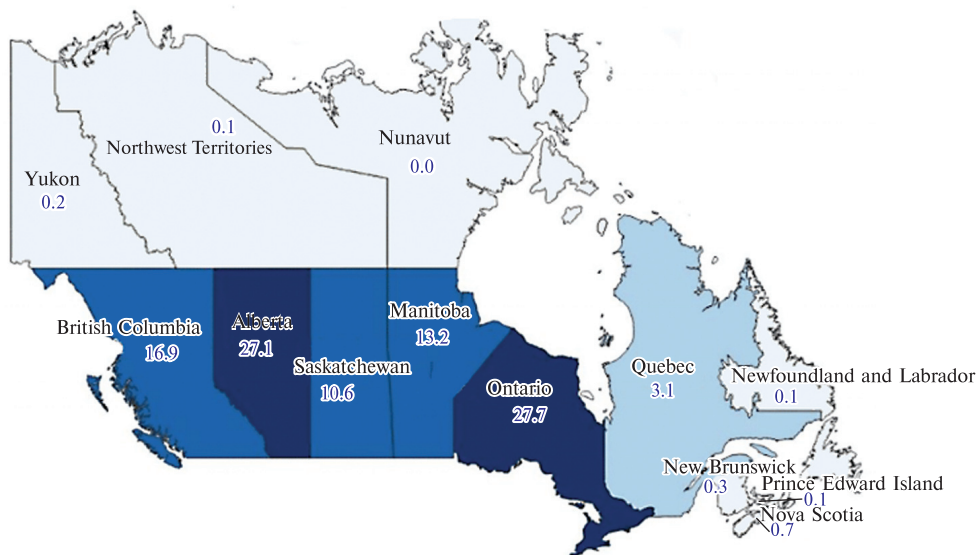 0.1
Northwest Territories
Nunavut
0.0
Yukon
0.2
British Columbia
16.9
Alberta
27.1
Manitoba
13.2
Saskatchewan
10.6
Ontario
27.7
Quebec
3.1
Newfoundland and Labrador
0.1
New Brunswick
0.3
Prince Edward Island
0.1
Nova Scotia
0.7